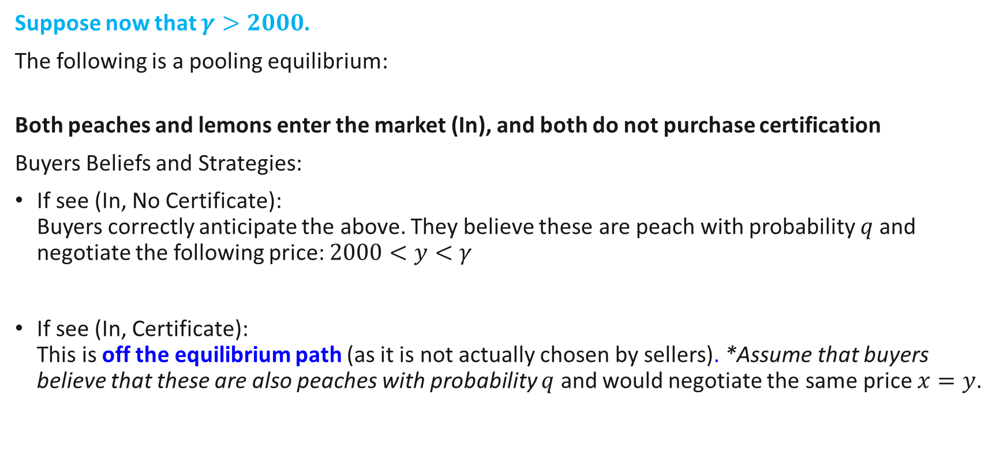 Suppose now that γ > 2000.
The following is a pooling equilibrium:
Both peaches and lemons enter the market (In), and both do not purchase certification
Buyers Beliefs and Strategies:
• If see (In, No Certificate):
Buyers correctly anticipate the above. They believe these are peach with probability q and
negotiate the following price: 2000 < y < γ
• If see (In, Certificate):
This is off the equilibrium path (as it is not actually chosen by sellers). *Assume that buyers
believe that these are also peaches with probability q and would negotiate the same price x = y.